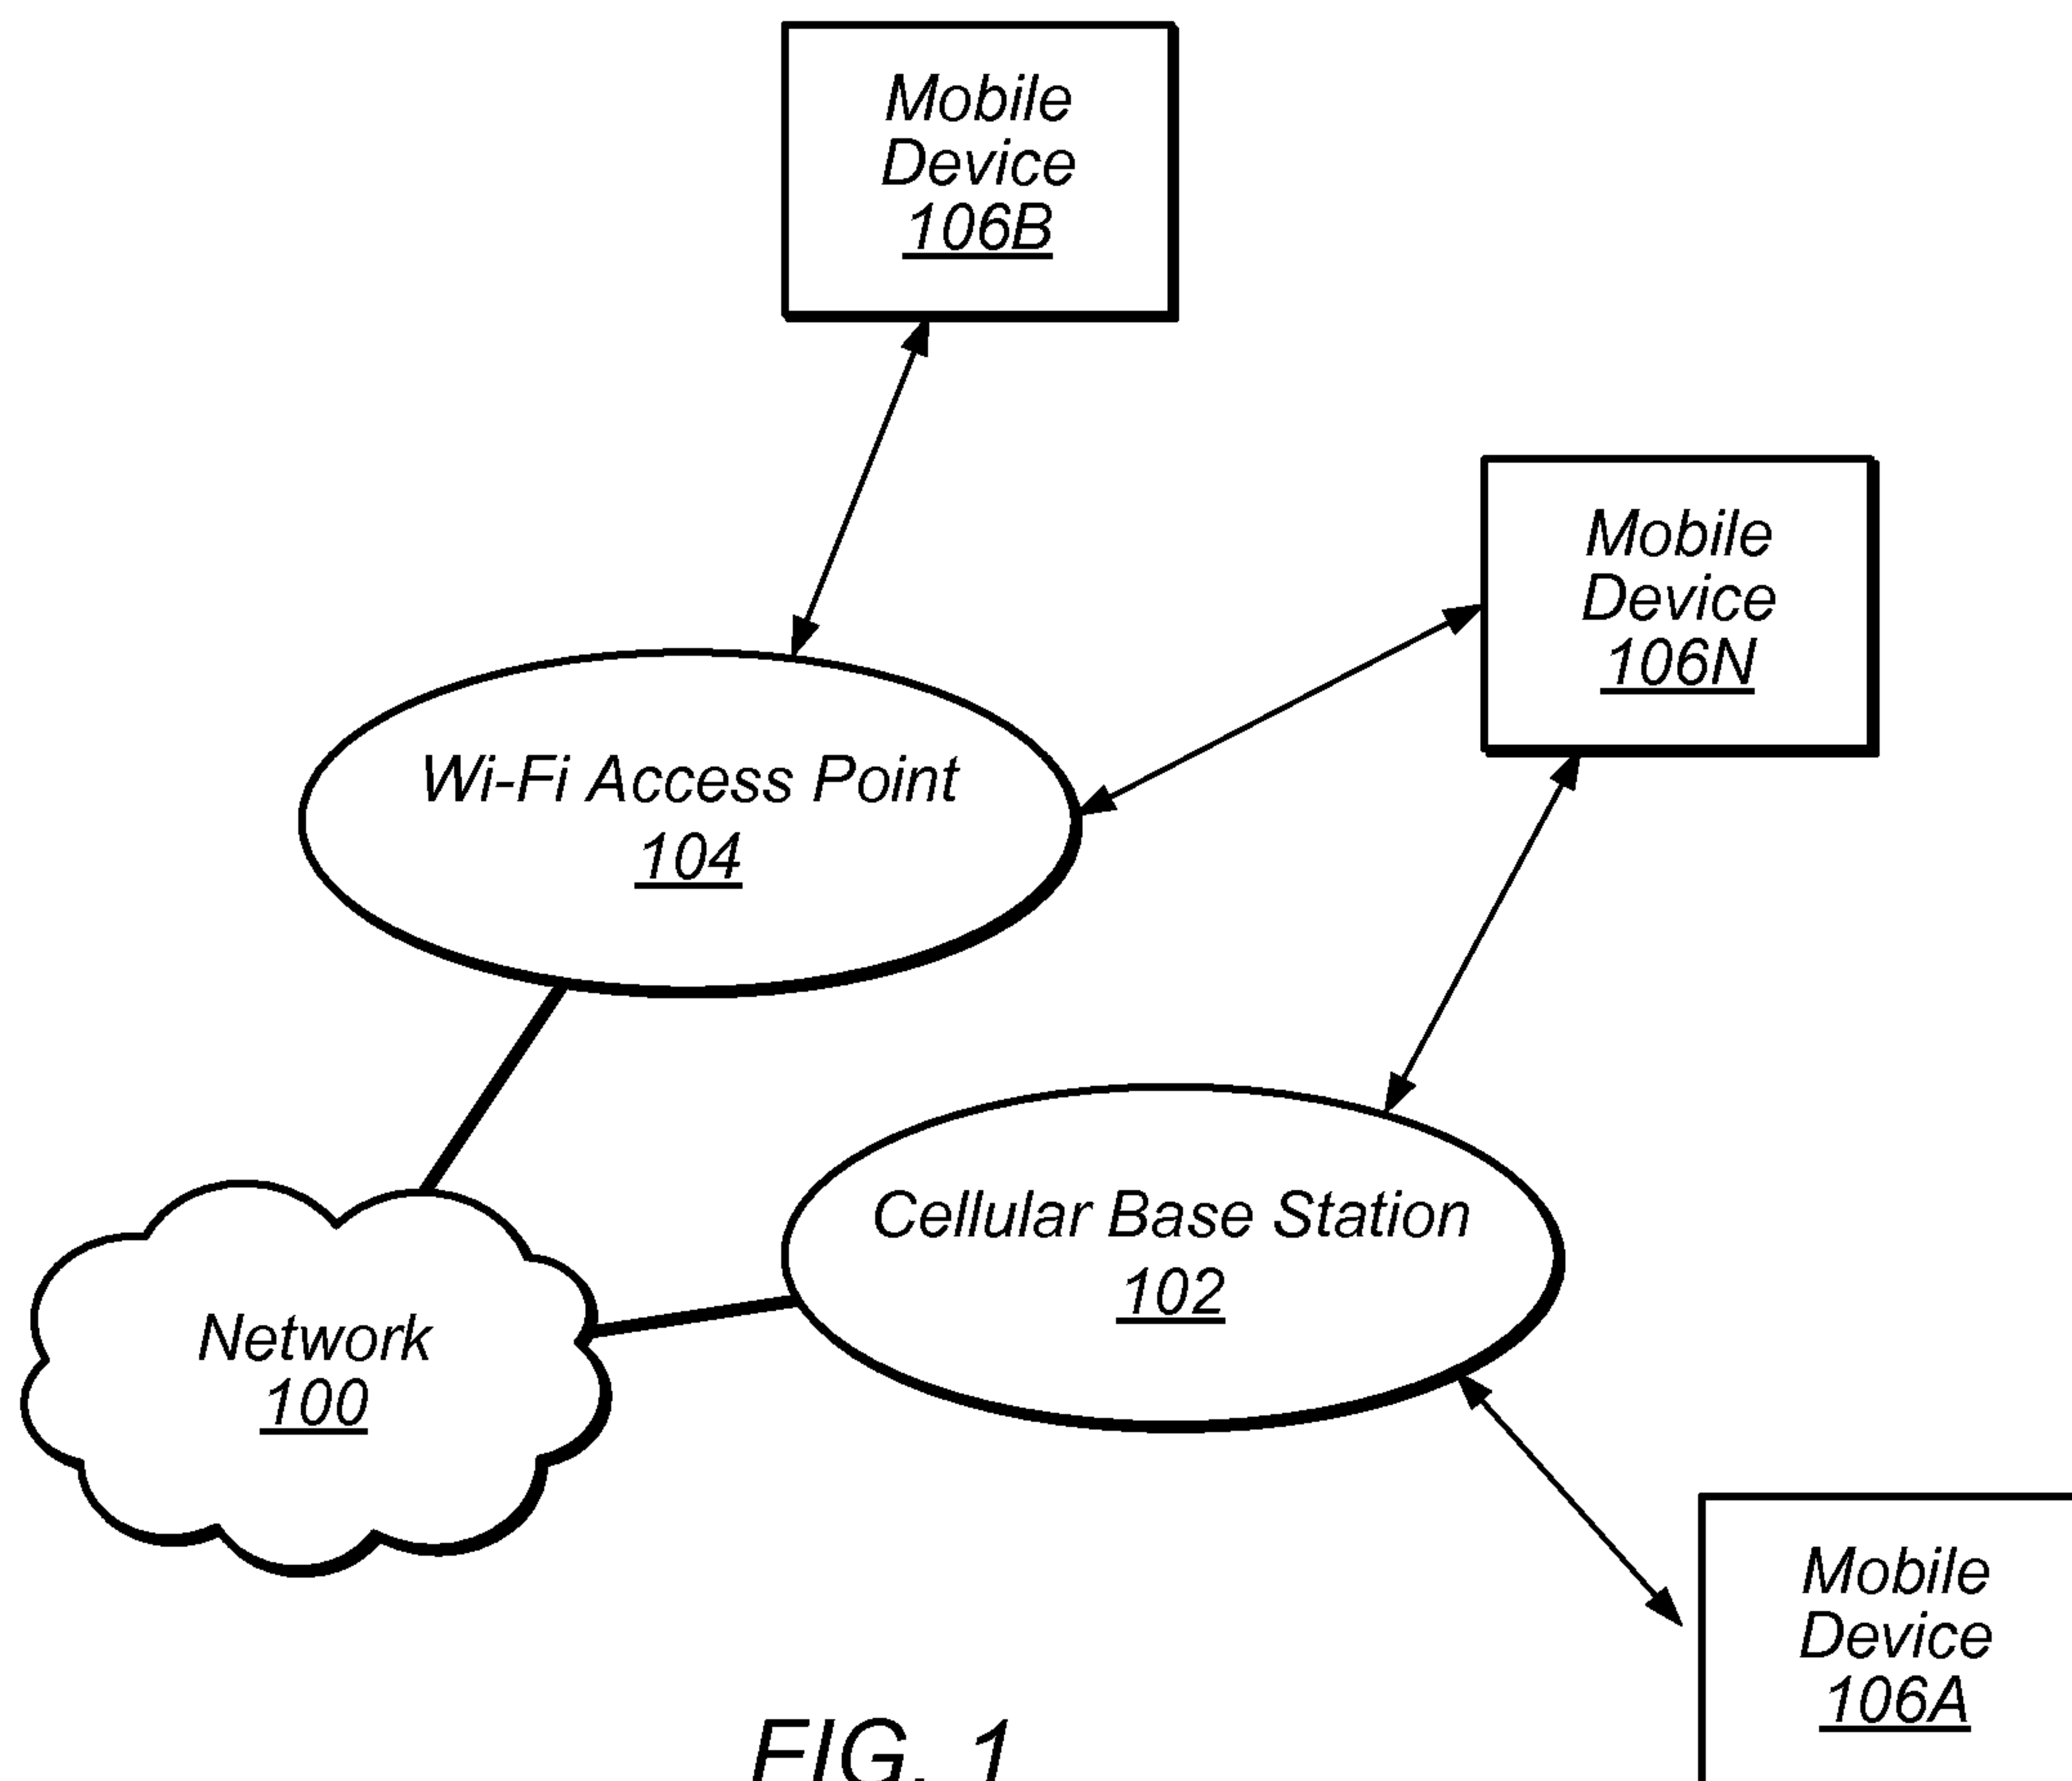 Mobile
Device
106B
Mobile
Device
106N
Wi-Fi Access Point
104
Cellular Base Station
102
Network
100
Mobile
Device
106A
FIG. 1